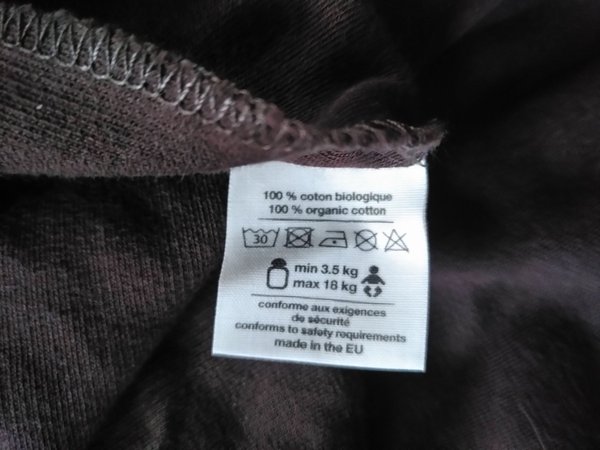 100 % coton biologique
100 % organic cotton
30
min 3.5 kg
max 18 kg
conforme aux exigences
de sécurité
conforms to safety requirements
made in the EU